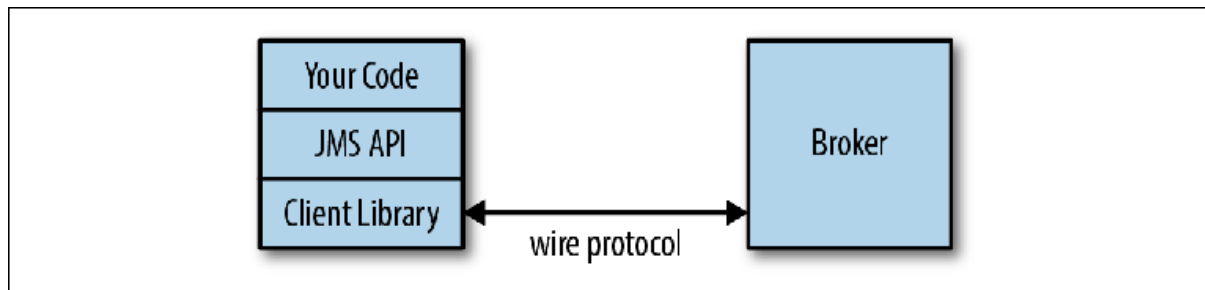 Your Code
JMS API
Client Library
wire protocol
Broker